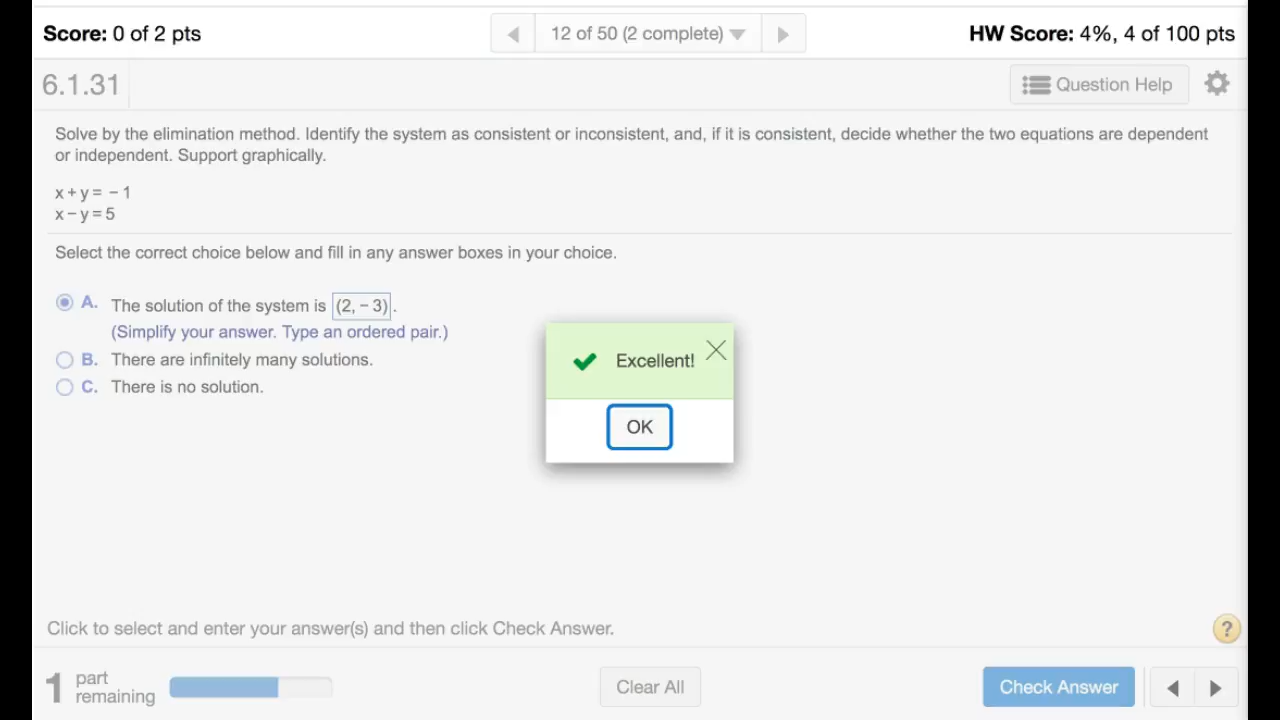 Score: 0 of 2 pts
12 of 50 (2 complete)
HW Score: 4%, 4 of 100 pts
6.1.31
Question Help
Solve by the elimination method. Identify the system as consistent or inconsistent, and, if it is consistent, decide whether the two equations are dependent
or independent. Support graphically.
x + y = − 1
x − y = 5
Select the correct choice below and fill in any answer boxes in your choice.
A. The solution of the system is (2, − 3).
(Simplify your answer. Type an ordered pair.)
B. There are infinitely many solutions.
C. There is no solution.
Excellent!
OK
Click to select and enter your answer(s) and then click Check Answer.
?
1 part
remaining
Clear All
Check Answer